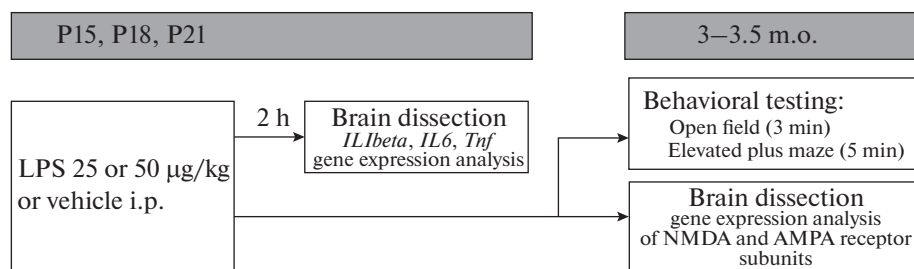 P15, P18, P21
3–3.5 m.o.
LPS 25 or 50 μg/kg
or vehicle i.p.
2 h
Brain dissection
IL1beta, IL6, Tnf
gene expression analysis
Behavioral testing:
Open field (3 min)
Elevated plus maze (5 min)
Brain dissection
gene expression analysis
of NMDA and AMPA receptor
subunits